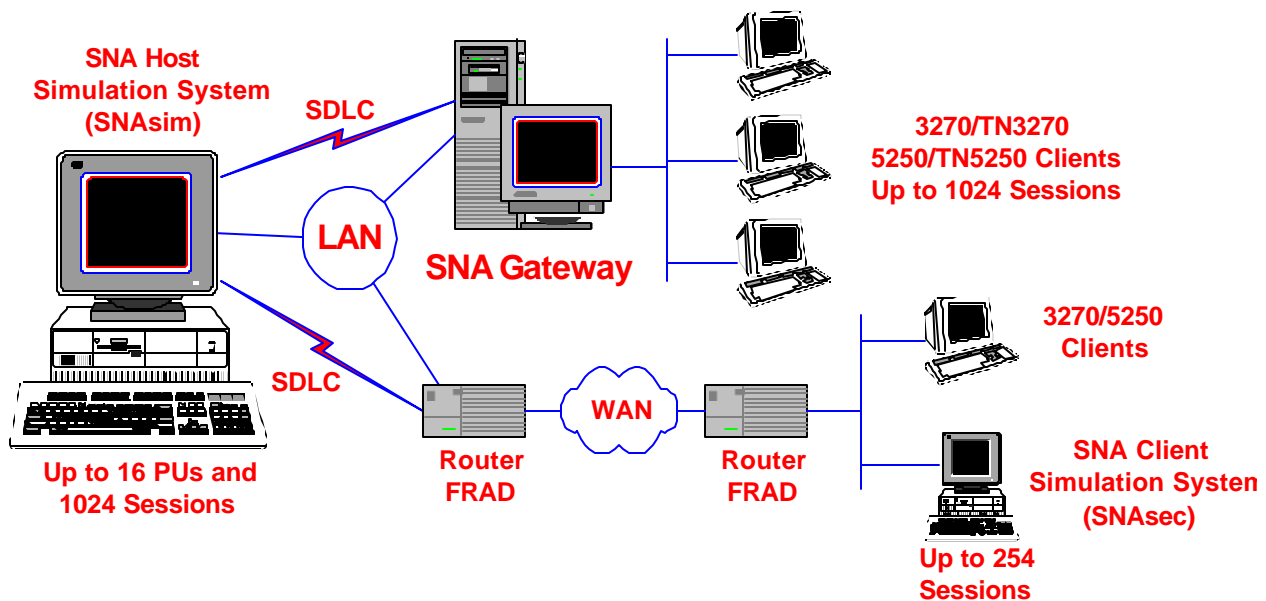 SNA Host
Simulation System
(SNAsim)
SDLC
LAN
SNA Gateway
3270/TN3270
5250/TN5250 Clients
Up to 1024 Sessions
3270/5250
Clients
SDLC
Router
FRAD
WAN
Router
FRAD
Up to 16 PUs and
1024 Sessions
SNA Client
Simulation Systen
(SNAsec)
Up to 254
Sessions